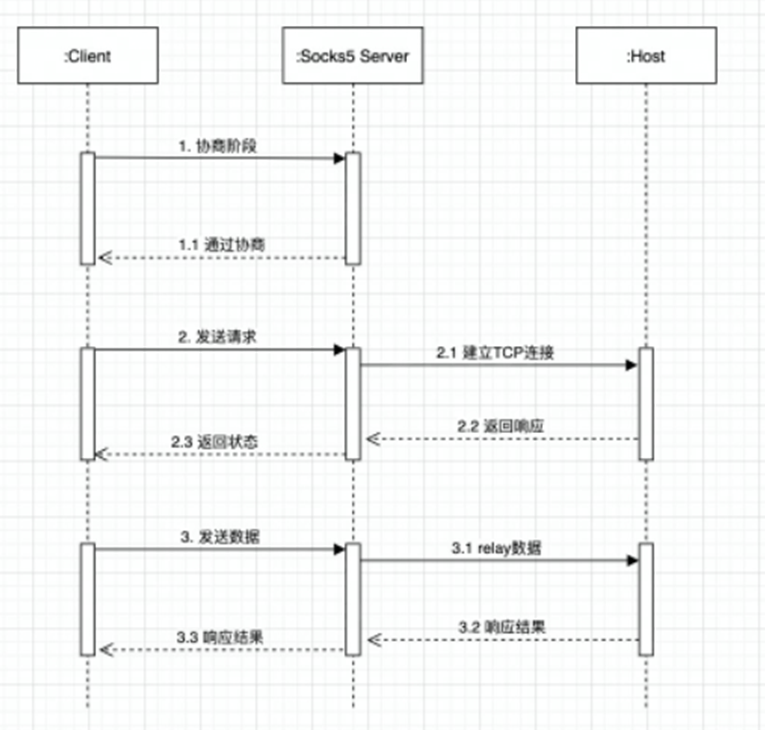 :Client
:Socks5 Server
:Host
1. 协商阶段
1.1 通过协商
2. 发送请求
2.1 建立TCP连接
2.2 返回响应
2.3 返回状态
3. 发送数据
3.1 relay数据
3.2 响应结果
3.3 响应结果